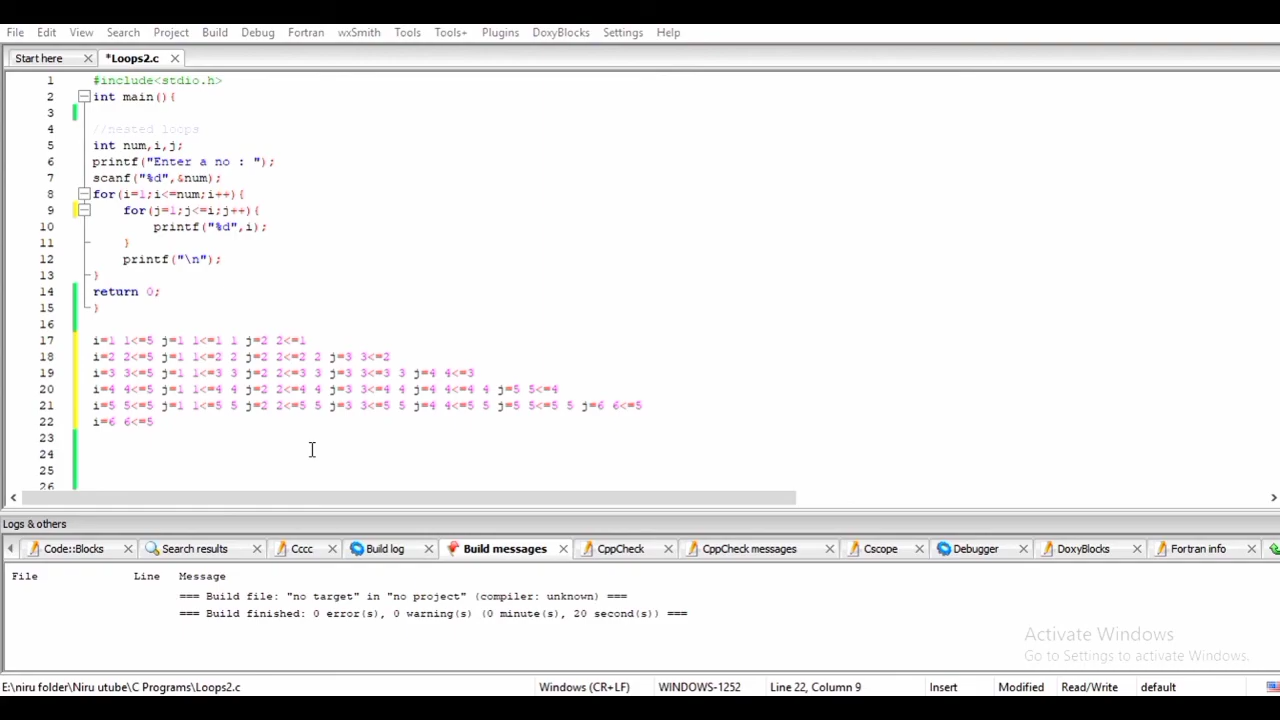 File Edit View Search Project Build Debug Fortran wxSmith Tools Tools+ Plugins DoxyBlocks Settings Help
Start here *Loops2.c
1 #include<stdio.h>
2 int main(){
3
4 //nested loops
5 int num,i,j;
6 printf("Enter a no : ");
7 scanf("%d",&num);
8 for(i=1;i<=num;i++){
9 for(j=1;j<=i;j++){
10 printf("%d",i);
11 }
12 printf("\n");
13 }
14 return 0;
15 }
16
17 i=1 1<=5 j=1 1<=1 1 j=2 2<=1
18 i=2 2<=5 j=1 1<=2 2 j=2 2<=2 2 j=3 3<=2
19 i=3 3<=5 j=1 1<=3 3 j=2 2<=3 3 j=3 3<=3 3 j=4 4<=3
20 i=4 4<=5 j=1 1<=4 4 j=2 2<=4 4 j=3 3<=4 4 j=4 4<=4 4 j=5 5<=4
21 i=5 5<=5 j=1 1<=5 5 j=2 2<=5 5 j=3 3<=5 5 j=4 4<=5 5 j=5 5<=5 5 j=6 6<=5
22 i=6 6<=5
23
24
25
26
Logs & others
Code::Blocks Search results Cccc Build log Build messages CppCheck CppCheck messages Cscope Debugger DoxyBlocks Fortran info
File Line Message
=== Build file: "no target" in "no project" (compiler: unknown) ===
=== Build finished: 0 error(s), 0 warning(s) (0 minute(s), 20 second(s)) ===
Activate Windows
Go to Settings to activate Windows.
E:\niru folder\Niru utube\C Programs\Loops2.c Windows (CR+LF) WINDOWS-1252 Line 22, Column 9 Insert Modified Read/Write default